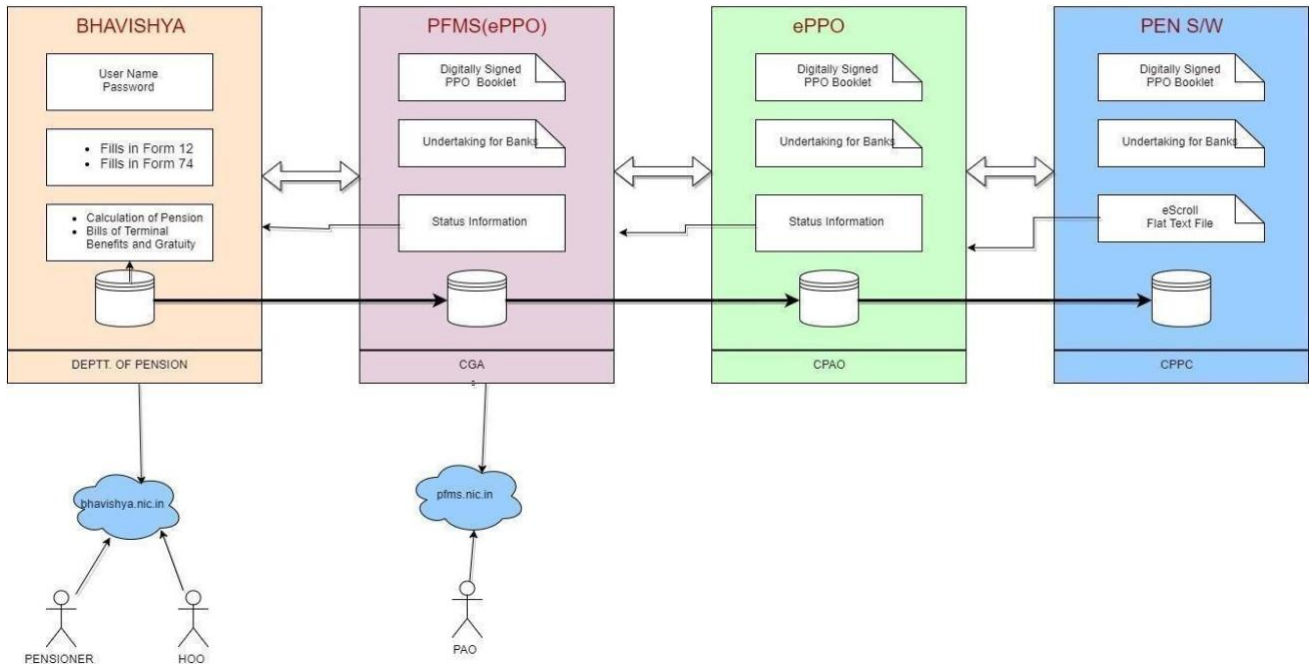 BHAVISHYA
User Name
Password
• Fills in Form 12
• Fills in Form 74
• Calculation of Pension
• Bills of Terminal
Benefits and Gratuity
DEPTT. OF PENSION
PFMS(ePPO)
Digitally Signed
PPO Booklet
Undertaking for Banks
Status Information
CGA
ePPO
Digitally Signed
PPO Booklet
Undertaking for Banks
Status Information
CPAO
PEN S/W
Digitally Signed
PPO Booklet
Undertaking for Banks
eScroll
Flat Text File
CPPC
bhavishya.nic.in
pfms.nic.in
PENSIONER
HOO
PAO